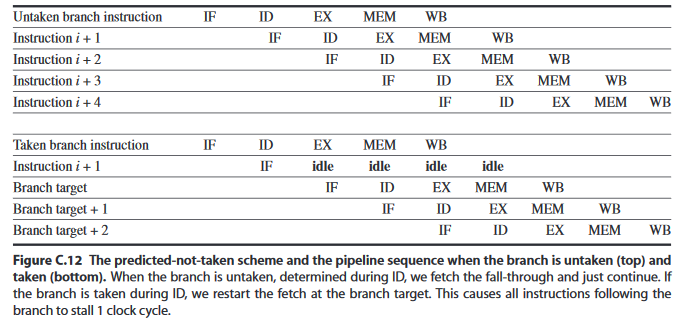 Untaken branch instruction IF ID EX MEM WB
Instruction i + 1 IF ID EX MEM WB
Instruction i + 2 IF ID EX MEM WB
Instruction i + 3 IF ID EX MEM WB
Instruction i + 4 IF ID EX MEM WB
Taken branch instruction IF ID EX MEM WB
Instruction i + 1 IF idle idle idle idle
Branch target IF ID EX MEM WB
Branch target + 1 IF ID EX MEM WB
Branch target + 2 IF ID EX MEM WB
Figure C.12 The predicted-not-taken scheme and the pipeline sequence when the branch is untaken (top) and
taken (bottom). When the branch is untaken, determined during ID, we fetch the fall-through and just continue. If
the branch is taken during ID, we restart the fetch at the branch target. This causes all instructions following the
branch to stall 1 clock cycle.